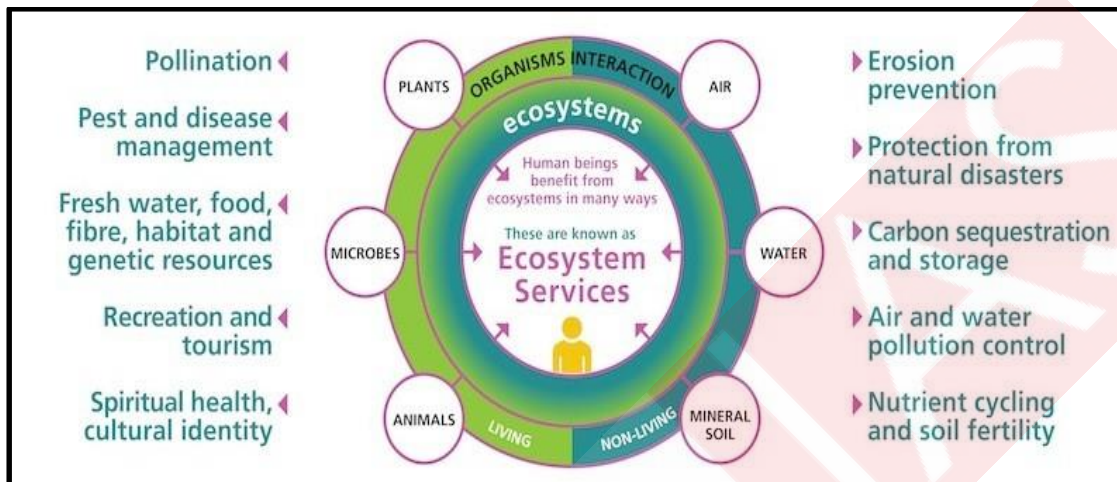 Pollination
Pest and disease
management
Fresh water, food,
fibre, habitat and
genetic resources
Recreation and
tourism
Spiritual health,
cultural identity
PLANTS
MICROBES
ANIMALS
ORGANISMS
INTERACTION
ecosystems
Human beings
benefit from
ecosystems in many ways
These are known as
Ecosystem
Services
LIVING
NON-LIVING
AIR
WATER
MINERAL
SOIL
Erosion
prevention
Protection from
natural disasters
Carbon sequestration
and storage
Air and water
pollution control
Nutrient cycling
and soil fertility